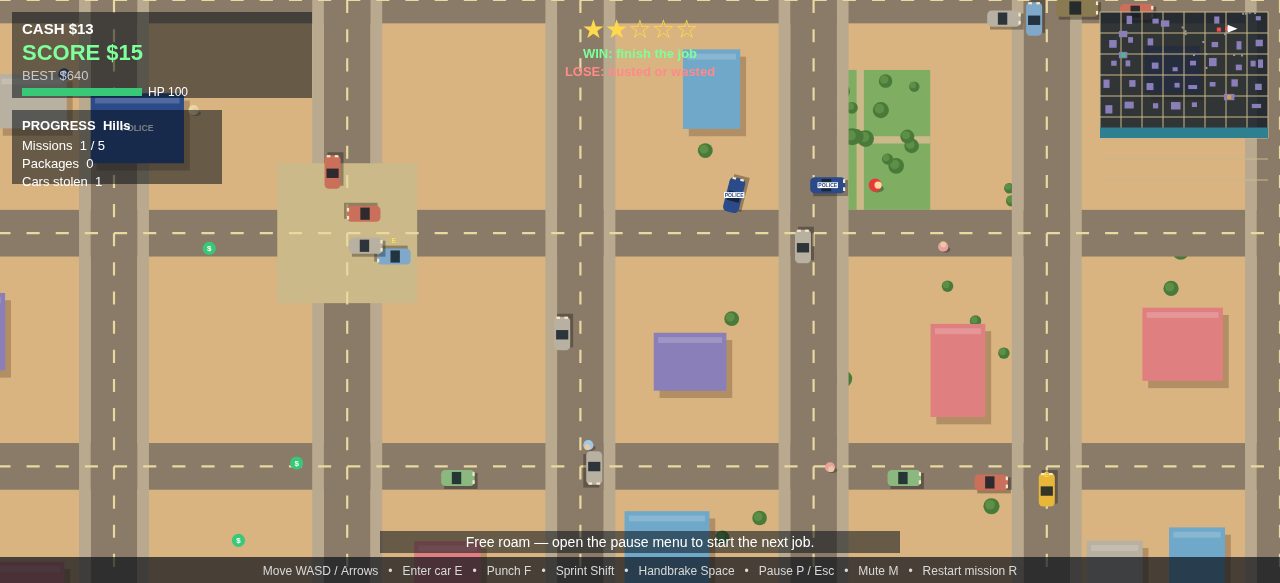 CASH $13
SCORE $15
BEST $640
HP 100
PROGRESS Hills
Missions 1 / 5
Packages 0
Cars stolen 1
POLICE
★★☆☆☆
WIN: finish the job
LOSE: busted or wasted
POLICE
POLICE
E
$
$
$
Free roam — open the pause menu to start the next job.
Move WASD / Arrows • Enter car E • Punch F • Sprint Shift • Handbrake Space • Pause P / Esc • Mute M • Restart mission R